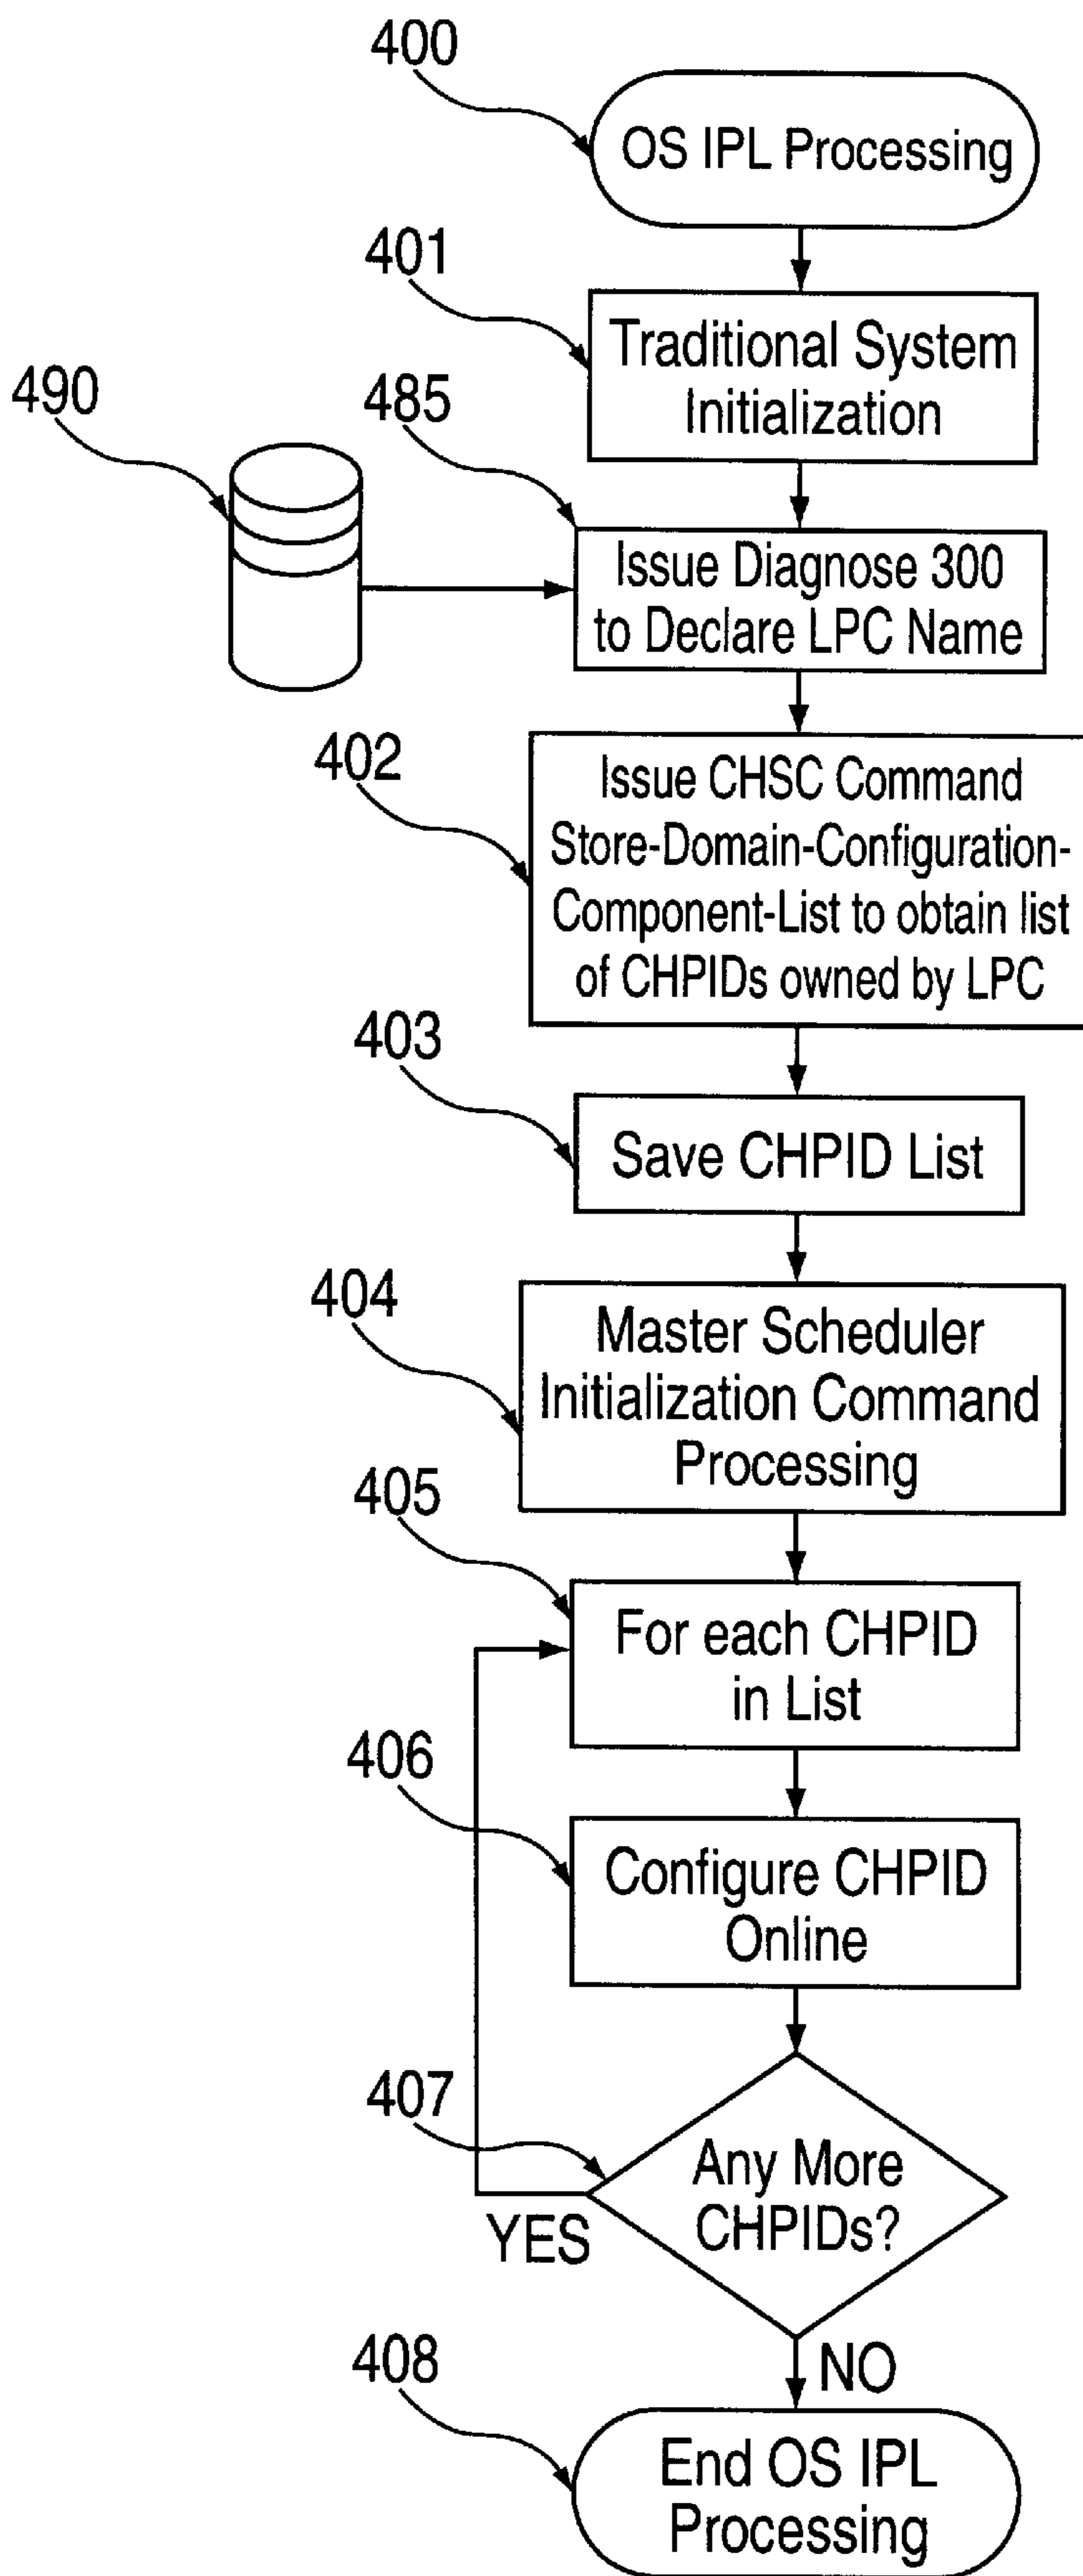 400
OS IPL Processing
401
Traditional System
Initialization
490
485
Issue Diagnose 300
to Declare LPC Name
402
Issue CHSC Command
Store-Domain-Configuration-
Component-List to obtain list
of CHPIDs owned by LPC
403
Save CHPID List
404
Master Scheduler
Initialization Command
Processing
405
For each CHPID
in List
406
Configure CHPID
Online
407
Any More
CHPIDs?
YES
NO
408
End OS IPL
Processing